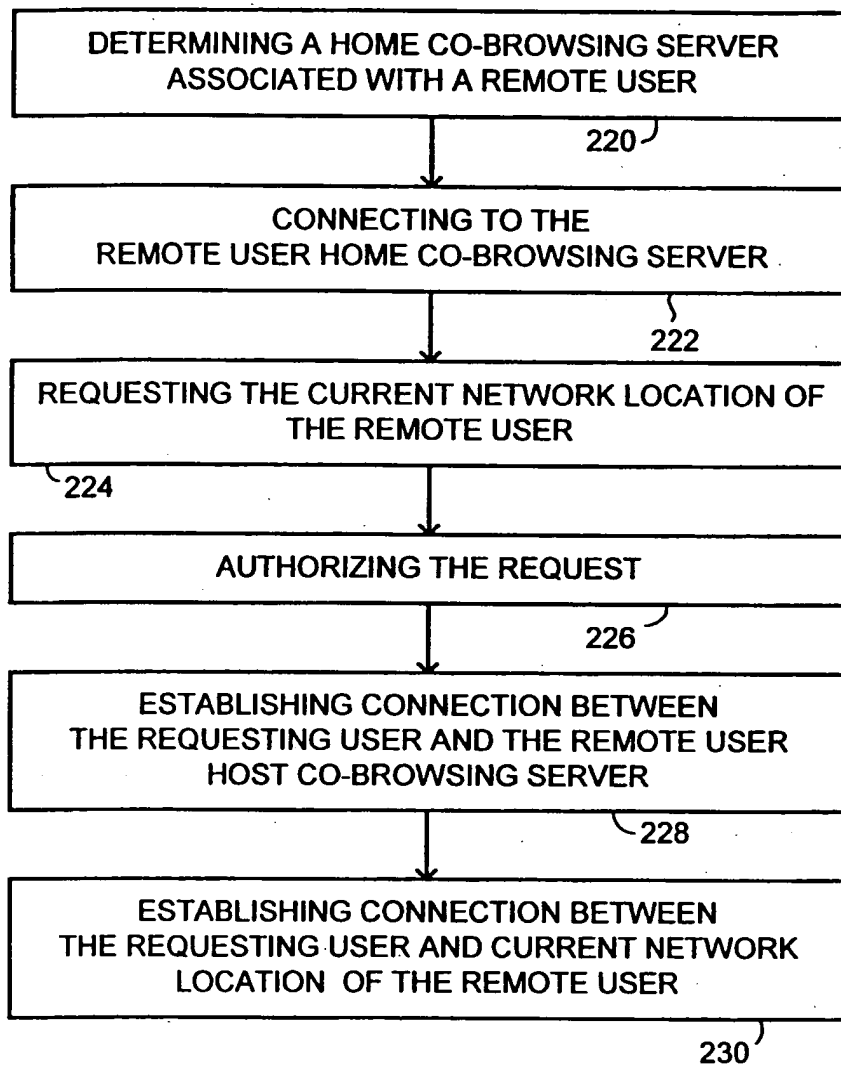 DETERMINING A HOME CO-BROWSING SERVER
ASSOCIATED WITH A REMOTE USER
220
CONNECTING TO THE
REMOTE USER HOME CO-BROWSING SERVER
222
REQUESTING THE CURRENT NETWORK LOCATION OF
THE REMOTE USER
224
AUTHORIZING THE REQUEST
226
ESTABLISHING CONNECTION BETWEEN
THE REQUESTING USER AND THE REMOTE USER
HOST CO-BROWSING SERVER
228
ESTABLISHING CONNECTION BETWEEN
THE REQUESTING USER AND CURRENT NETWORK
LOCATION OF THE REMOTE USER
230